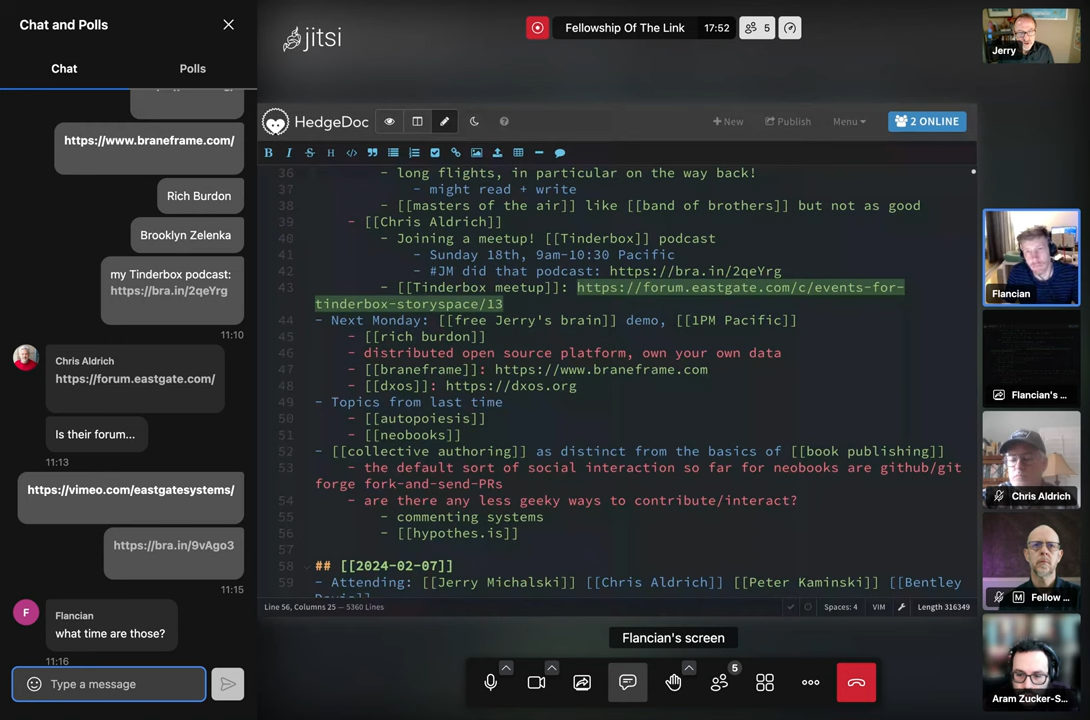 Chat and Polls
Chat
Polls
https://www.braneframe.com/
Rich Burdon
Brooklyn Zelenka
my Tinderbox podcast:
https://bra.in/2qeYrg
11:10
Chris Aldrich
https://forum.eastgate.com/
Is their forum...
11:13
https://vimeo.com/eastgatesystems/
https://bra.in/9vAgo3
11:15
F
Flancian
what time are those?
11:16
Type a message
jitsi
Fellowship Of The Link
17:52
5
HedgeDoc
New
Publish
Menu
2 ONLINE
B I S H
36 - long flights, in particular on the way back!
37 - might read + write
38 - [[masters of the air]] like [[band of brothers]] but not as good
39 - [[Chris Aldrich]]
40 - Joining a meetup! [[Tinderbox]] podcast
41 - Sunday 18th, 9am-10:30 Pacific
42 - #JM did that podcast: https://bra.in/2qeYrg
43 - [[Tinderbox meetup]]: https://forum.eastgate.com/c/events-for-
tinderbox-storyspace/13
44 - Next Monday: [[free Jerry's brain]] demo, [[1PM Pacific]]
45 - [[rich burdon]]
46 - distributed open source platform, own your own data
47 - [[braneframe]]: https://www.braneframe.com
48 - [[dxos]]: https://dxos.org
49 - Topics from last time
50 - [[autopoiesis]]
51 - [[neobooks]]
52 - [[collective authoring]] as distinct from the basics of [[book publishing]]
53 - the default sort of social interaction so far for neobooks are github/git
forge fork-and-send-PRs
54 - are there any less geeky ways to contribute/interact?
55 - commenting systems
56 - [[hypothes.is]]
57
58 ## [[2024-02-07]]
59 - Attending: [[Jerry Michalski]] [[Chris Aldrich]] [[Peter Kaminski]] [[Bentley
Line 56, Columns 25 — 5360 Lines
Spaces: 4
VIM
Length 316349
Flancian's screen
5
Jerry
Flancian
Flancian's ...
Chris Aldrich
M Fellow ...
Aram Zucker-S...